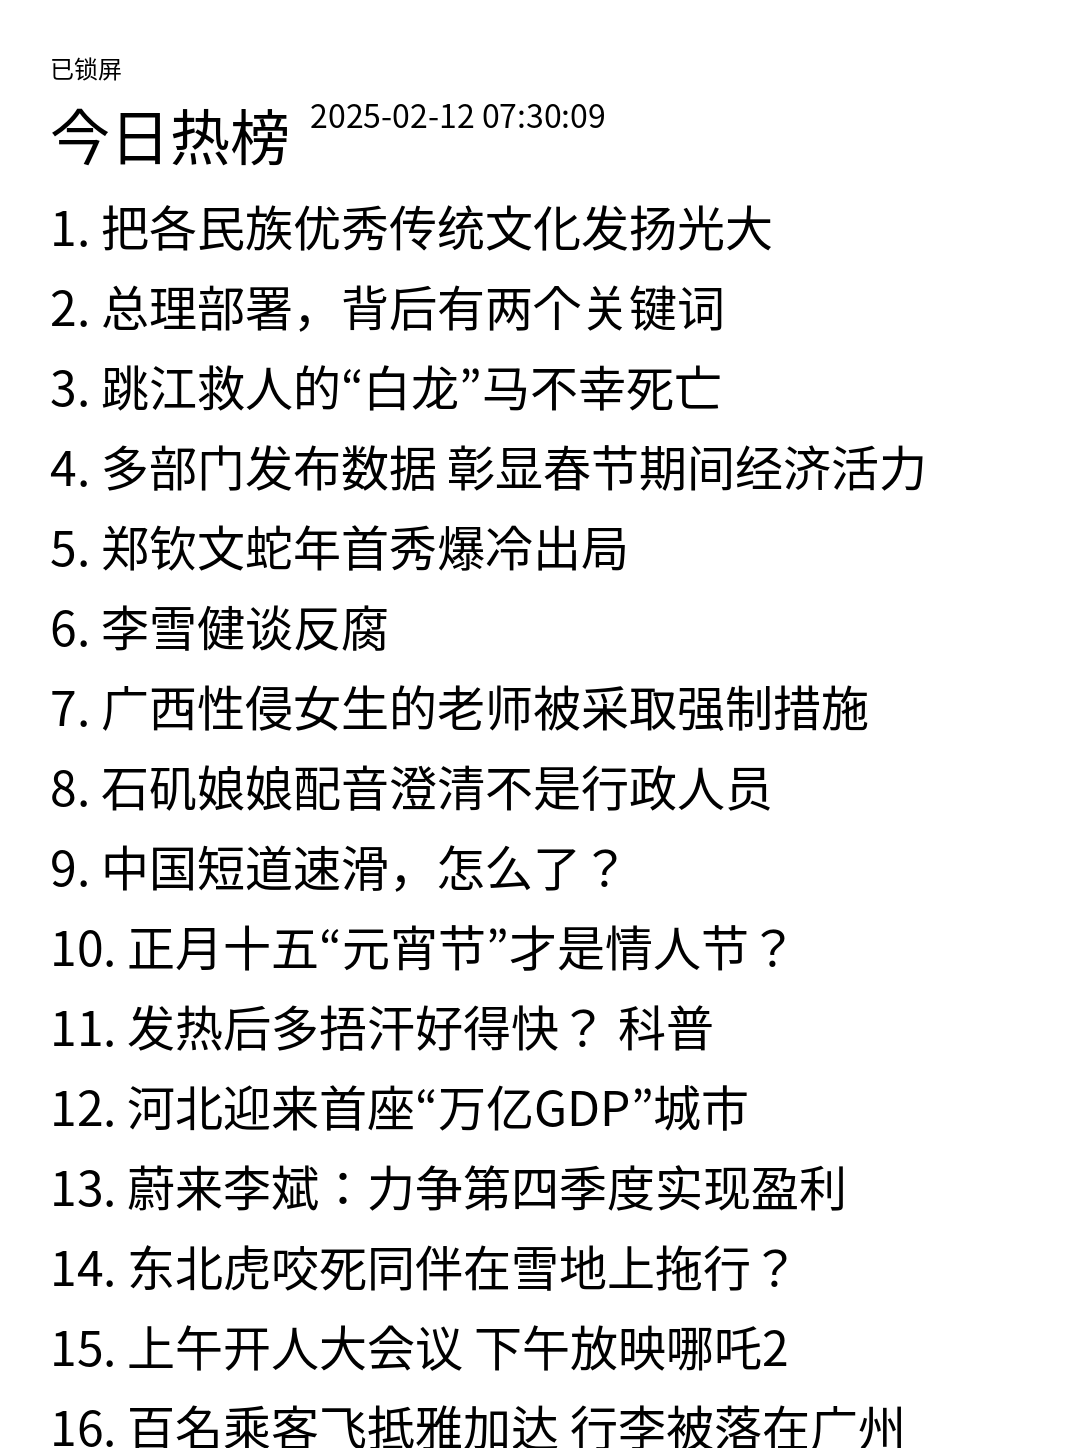 已锁屏
今日热榜 2025-02-12 07:30:09
1. 把各民族优秀传统文化发扬光大
2. 总理部署，背后有两个关键词
3. 跳江救人的“白龙”马不幸死亡
4. 多部门发布数据 彰显春节期间经济活力
5. 郑钦文蛇年首秀爆冷出局
6. 李雪健谈反腐
7. 广西性侵女生的老师被采取强制措施
8. 石矶娘娘配音澄清不是行政人员
9. 中国短道速滑，怎么了？
10. 正月十五“元宵节”才是情人节？
11. 发热后多捂汗好得快？ 科普
12. 河北迎来首座“万亿GDP”城市
13. 蔚来李斌：力争第四季度实现盈利
14. 东北虎咬死同伴在雪地上拖行？
15. 上午开人大会议 下午放映哪吒2
16. 百名乘客飞抵雅加达 行李被落在广州